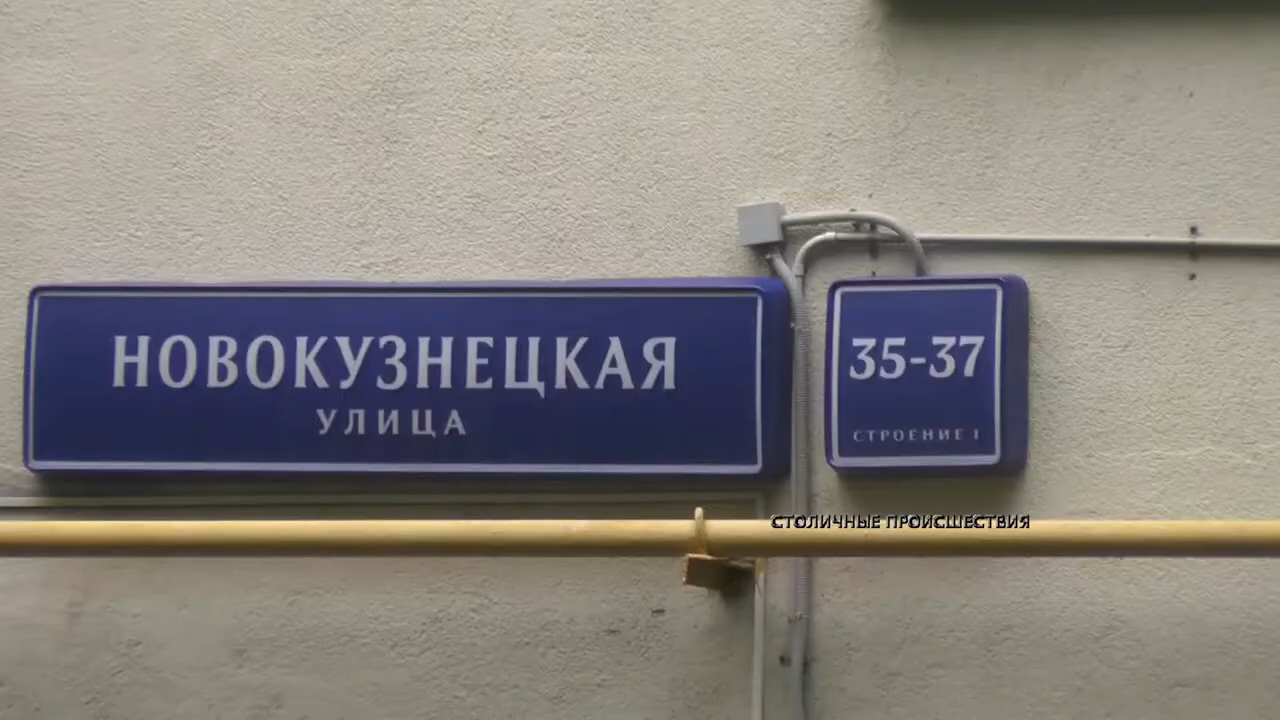 НОВОКУЗНЕЦКАЯ
УЛИЦА
35-37
СТРОЕНИЕ 1
СТОЛИЧНЫЕ ПРОИСШЕСТВИЯ